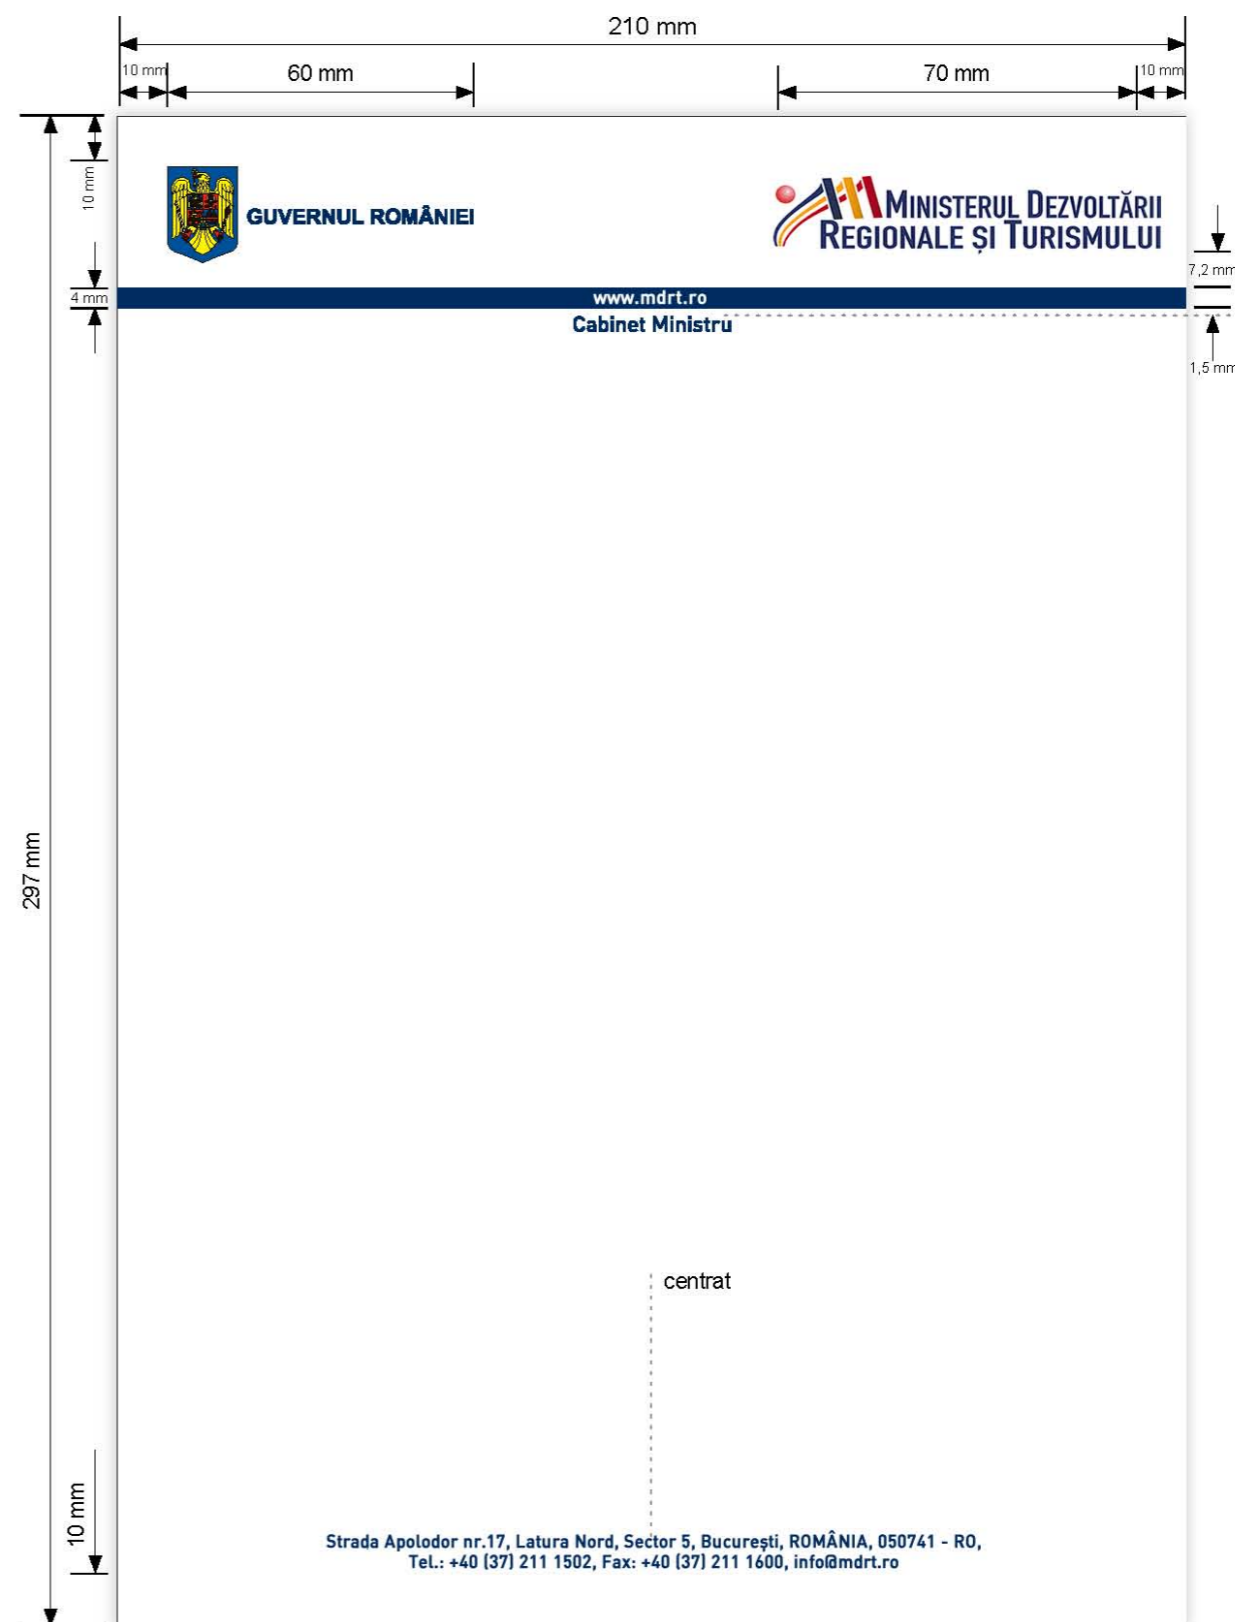 210 mm
10 mm
60 mm
70 mm
10 mm
10 mm
GUVERNUL ROMÂNIEI
MINISTERUL DEZVOLTĂRII
REGIONALE ȘI TURISMULUI
7,2 mm
4 mm
www.mdrt.ro
Cabinet Ministru
1,5 mm
297 mm
centrat
10 mm
Strada Apolodor nr.17, Latura Nord, Sector 5, București, ROMÂNIA, 050741 - RO,
Tel.: +40 (37) 211 1502, Fax: +40 (37) 211 1600, info@mdrt.ro